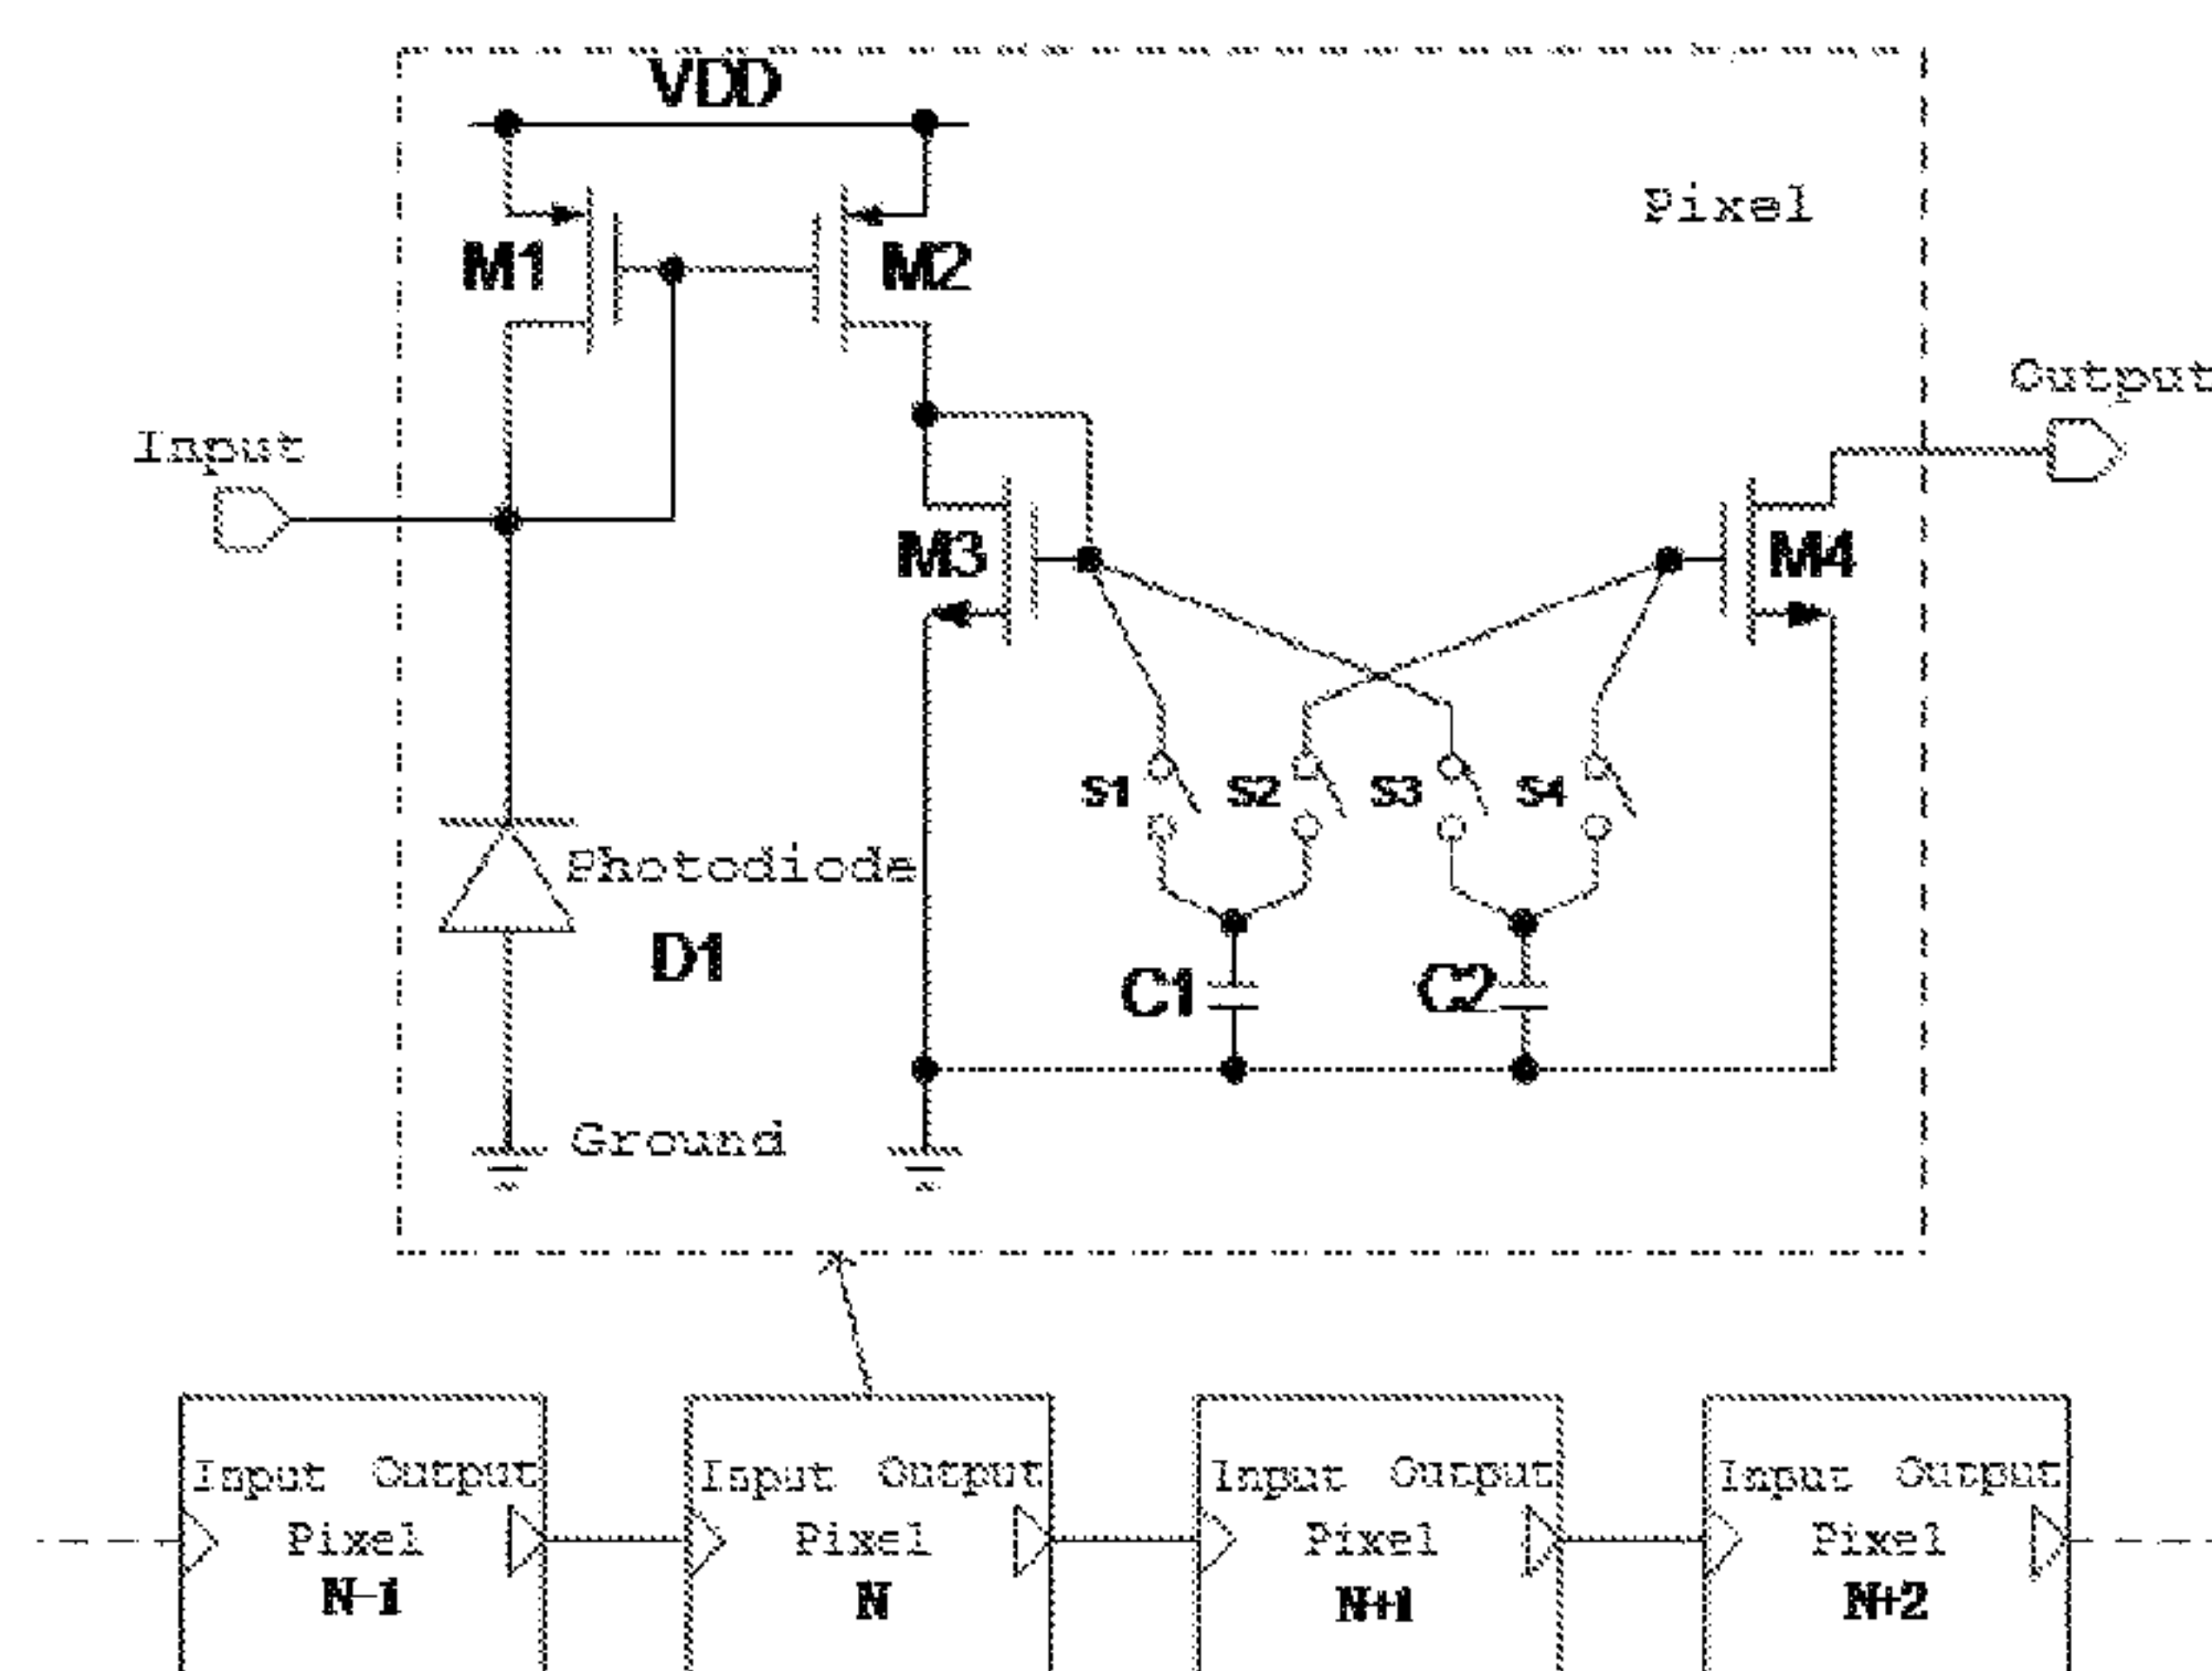 VDD
Pixel
M1
M2
Output
Input
M3
M4
S1
S2
S3
S4
Photodiode
D1
C1
C2
Ground
Input Output
Pixel
N-1
Input Output
Pixel
N
Input Output
Pixel
N+1
Input Output
Pixel
N+2